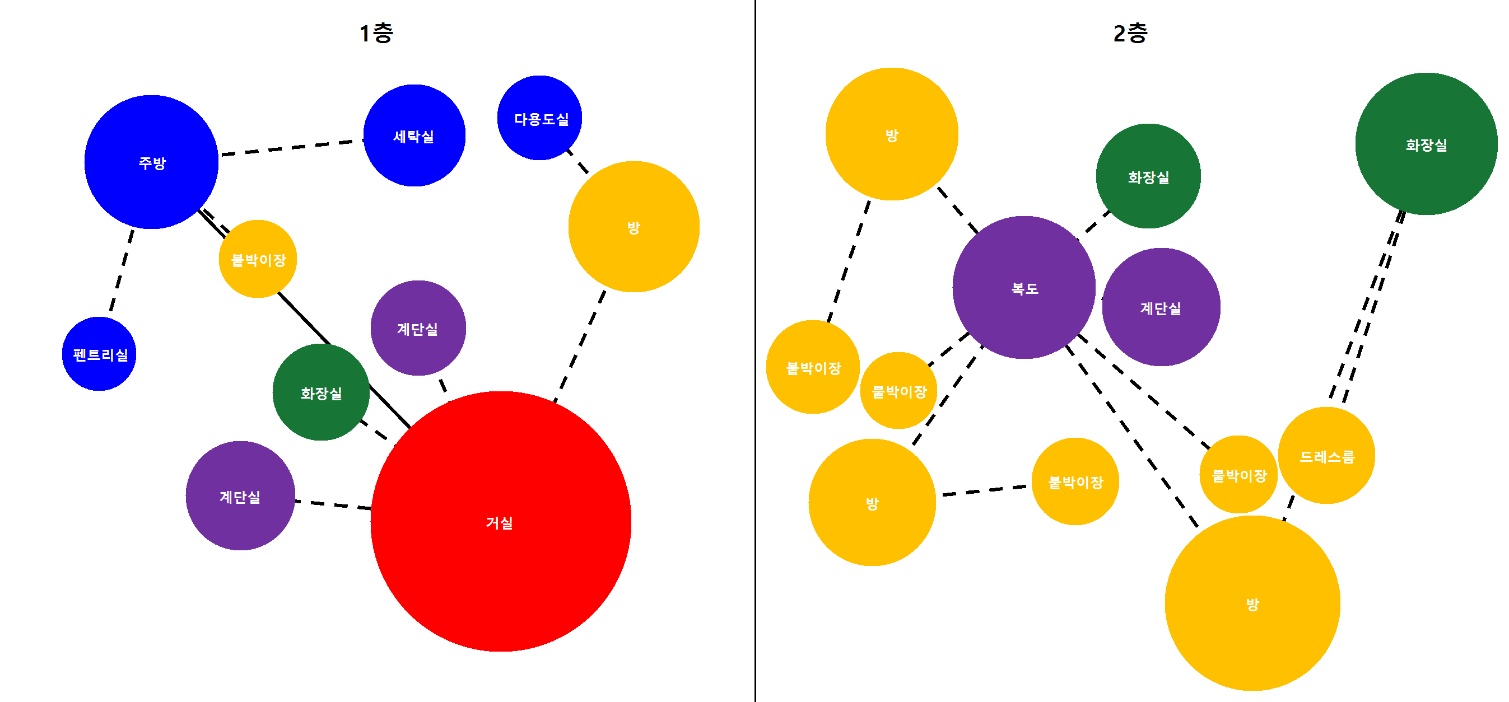 1층
다용도실
세탁실
주방
방
붙박이장
계단실
펜트리실
화장실
계단실
거실
2층
방
화장실
화장실
복도
계단실
붙박이장
붙박이장
드레스룸
붙박이장
붙박이장
방
방